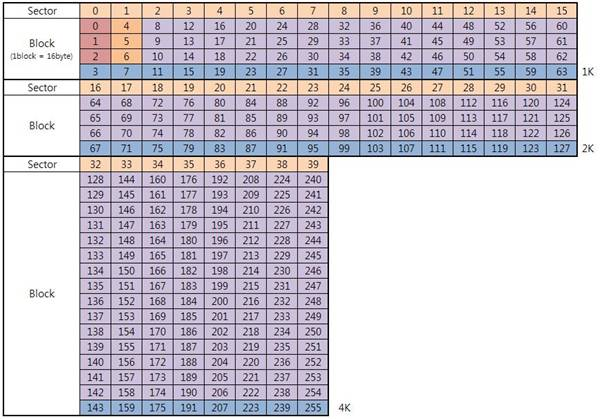 Sector 0 1 2 3 4 5 6 7 8 9 10 11 12 13 14 15
0 4 8 12 16 20 24 28 32 36 40 44 48 52 56 60
Block 1 5 9 13 17 21 25 29 33 37 41 45 49 53 57 61
(1block = 16byte) 2 6 10 14 18 22 26 30 34 38 42 46 50 54 58 62
3 7 11 15 19 23 27 31 35 39 43 47 51 55 59 63 1K
Sector 16 17 18 19 20 21 22 23 24 25 26 27 28 29 30 31
64 68 72 76 80 84 88 92 96 100 104 108 112 116 120 124
Block 65 69 73 77 81 85 89 93 97 101 105 109 113 117 121 125
66 70 74 78 82 86 90 94 98 102 106 110 114 118 122 126
67 71 75 79 83 87 91 95 99 103 107 111 115 119 123 127 2K
Sector 32 33 34 35 36 37 38 39
128 144 160 176 192 208 224 240
129 145 161 177 193 209 225 241
130 146 162 178 194 210 226 242
131 147 163 179 195 211 227 243
132 148 164 180 196 212 228 244
133 149 165 181 197 213 229 245
134 150 166 182 198 214 230 246
Block 135 151 167 183 199 215 231 247
136 152 168 184 200 216 232 248
137 153 169 185 201 217 233 249
138 154 170 186 202 218 234 250
139 155 171 187 203 219 235 251
140 156 172 188 204 220 236 252
141 157 173 189 205 221 237 253
142 158 174 190 206 222 238 254
143 159 175 191 207 223 239 255 4K